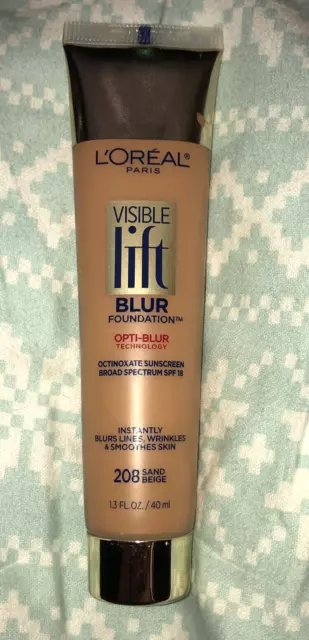 L'ORÉAL®
PARIS
VISIBLE
lift
BLUR
FOUNDATION™
OPTI-BLUR
TECHNOLOGY
OCTINOXATE SUNSCREEN
BROAD SPECTRUM SPF 18
INSTANTLY
BLURS LINES, WRINKLES
& SMOOTHES SKIN
208 SAND BEIGE
1.3 FL.OZ. / 40 ml